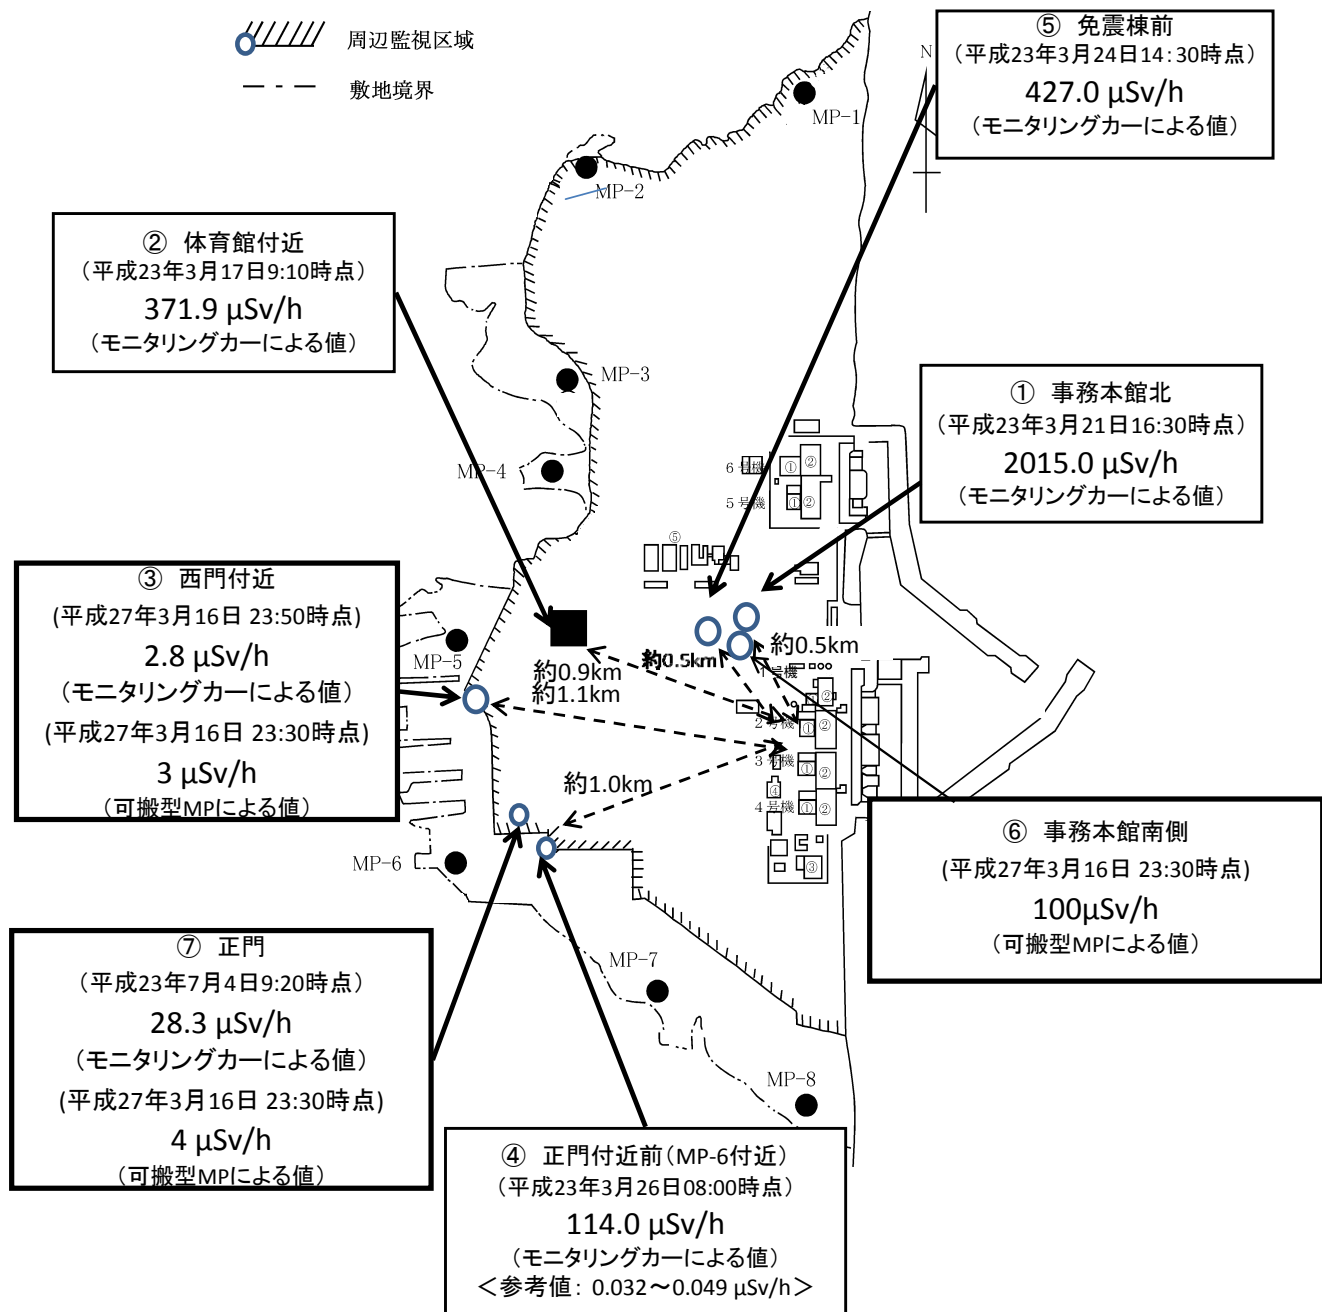 周辺監視区域
敷地境界
⑤ 免震棟前
（平成23年3月24日14:30時点）
427.0 μSv/h
（モニタリングカーによる値）
N
MP-1
MP-2
② 体育館付近
（平成23年3月17日9:10時点）
371.9 μSv/h
（モニタリングカーによる値）
MP-3
① 事務本館北
（平成23年3月21日16:30時点）
2015.0 μSv/h
（モニタリングカーによる値）
MP-4
6号機
① ②
5号機
① ②
⑤
③ 西門付近
(平成27年3月16日 23:50時点)
2.8 μSv/h
（モニタリングカーによる値）
(平成27年3月16日 23:30時点)
3 μSv/h
（可搬型MPによる値）
MP-5
約0.9km
約1.1km
約0.5km
約0.5km
1号機
②
2号機
① ②
3号機
① ②
約1.0km
④
4号機
① ②
③
MP-6
⑥ 事務本館南側
(平成27年3月16日 23:30時点)
100μSv/h
（可搬型MPによる値）
⑦ 正門
（平成23年7月4日9:20時点）
28.3 μSv/h
（モニタリングカーによる値）
(平成27年3月16日 23:30時点)
4 μSv/h
（可搬型MPによる値）
MP-7
MP-8
④ 正門付近前（MP-6付近）
（平成23年3月26日08:00時点）
114.0 μSv/h
（モニタリングカーによる値）
＜参考値: 0.032～0.049 μSv/h＞